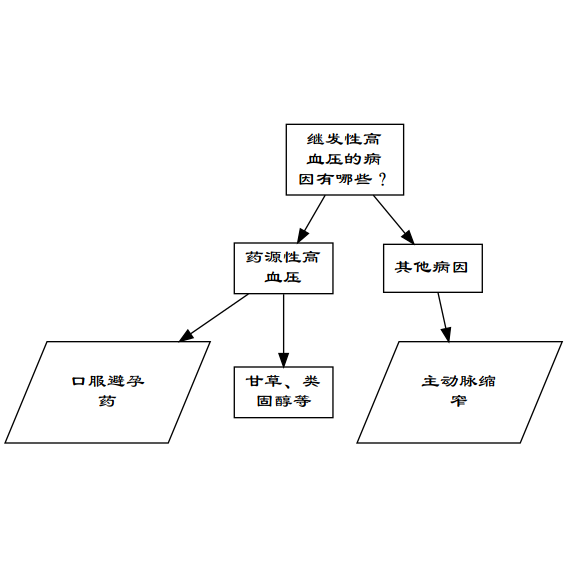 继发性高
血压的病
因有哪些？
药源性高
血压
其他病因
口服避孕
药
甘草、类
固醇等
主动脉缩
窄